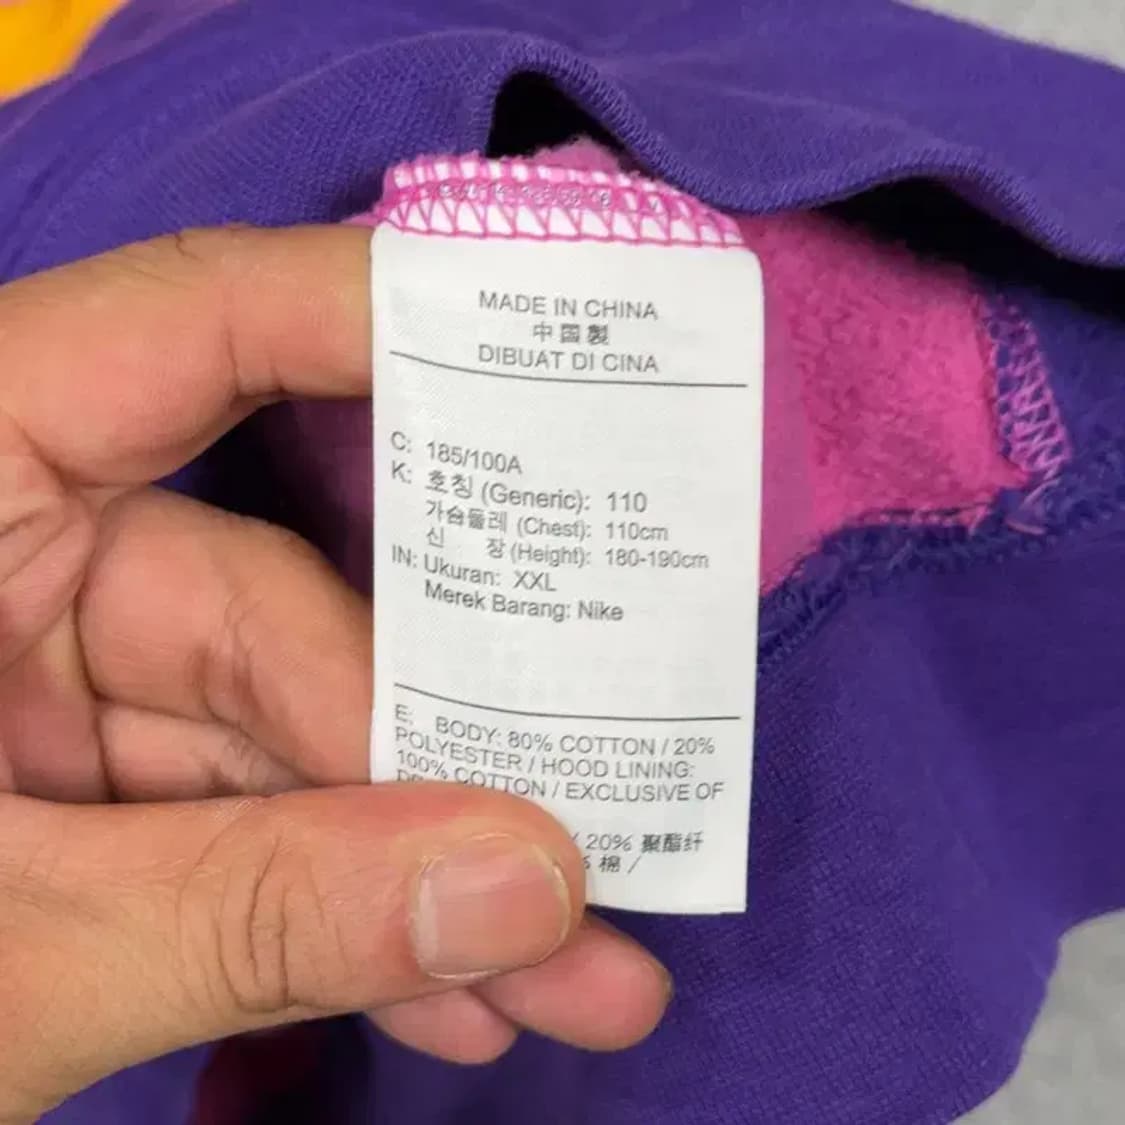 MADE IN CHINA
中国製
DIBUAT DI CINA
C: 185/100A
K: 호칭 (Generic): 110
가슴둘레 (Chest): 110cm
신 장 (Height): 180-190cm
IN: Ukuran: XXL
Merek Barang: Nike
E: BODY: 80% COTTON / 20%
POLYESTER / HOOD LINING:
100% COTTON / EXCLUSIVE OF
/ 20% 聚酯纤
棉 /